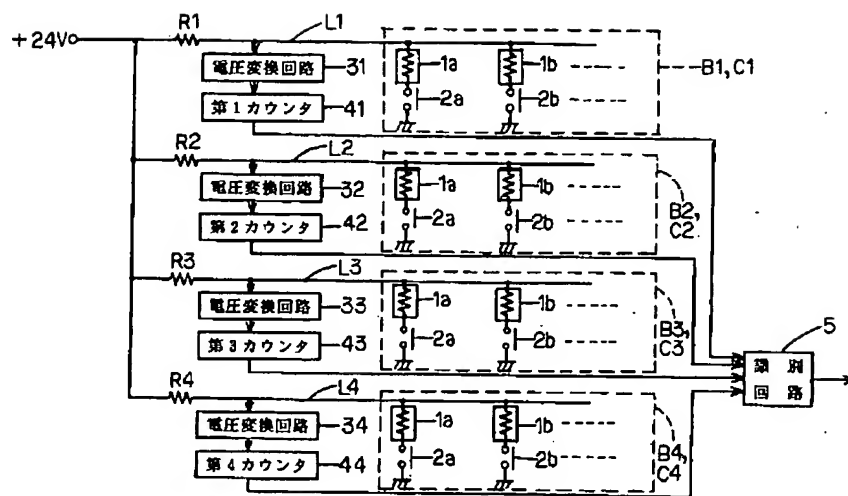 +24V
R1
L1
電圧変換回路
31
第1カウンタ
41
1a
2a
1b
2b
B1,C1
R2
L2
電圧変換回路
32
第2カウンタ
42
1a
2a
1b
2b
B2,
C2
R3
L3
電圧変換回路
33
第3カウンタ
43
1a
2a
1b
2b
B3,
C3
R4
L4
電圧変換回路
34
第4カウンタ
44
1a
2a
1b
2b
B4,
C4
5
識別
回路